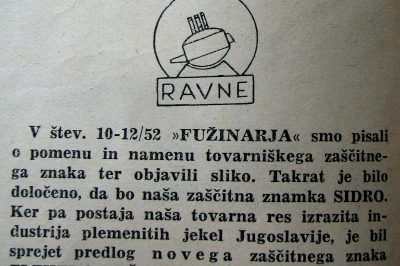 RAVNE
V štev. 10-12/52 »FUŽINARJA« smo pisali
o pomenu in namenu tovarniškega zaščitne-
ga znaka ter objavili sliko. Takrat je bilo
določeno, da bo naša zaščitna znamka SIDRO.
Ker pa postaja naša tovarna res izrazita in-
dustrija plemenitih jekel Jugoslavije, je bil
sprejet predlog novega zaščitnega znaka